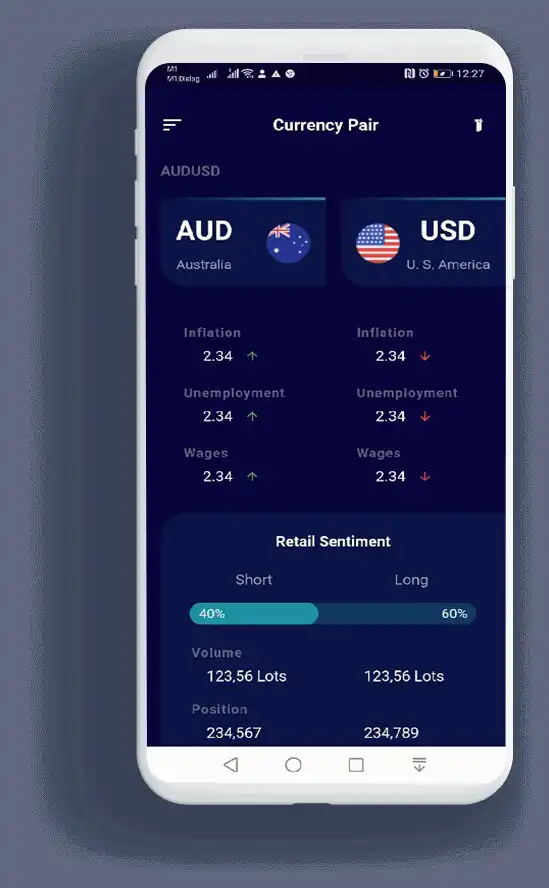 M1
M1 Dialog
12:27
Currency Pair
AUDUSD
AUD
USD
Australia
U. S. America
Inflation
Inflation
2.34
2.34
Unemployment
Unemployment
2.34
2.34
Wages
Wages
2.34
2.34
Retail Sentiment
Short
Long
40%
60%
Volume
123,56 Lots
123,56 Lots
Position
234,567
234,789